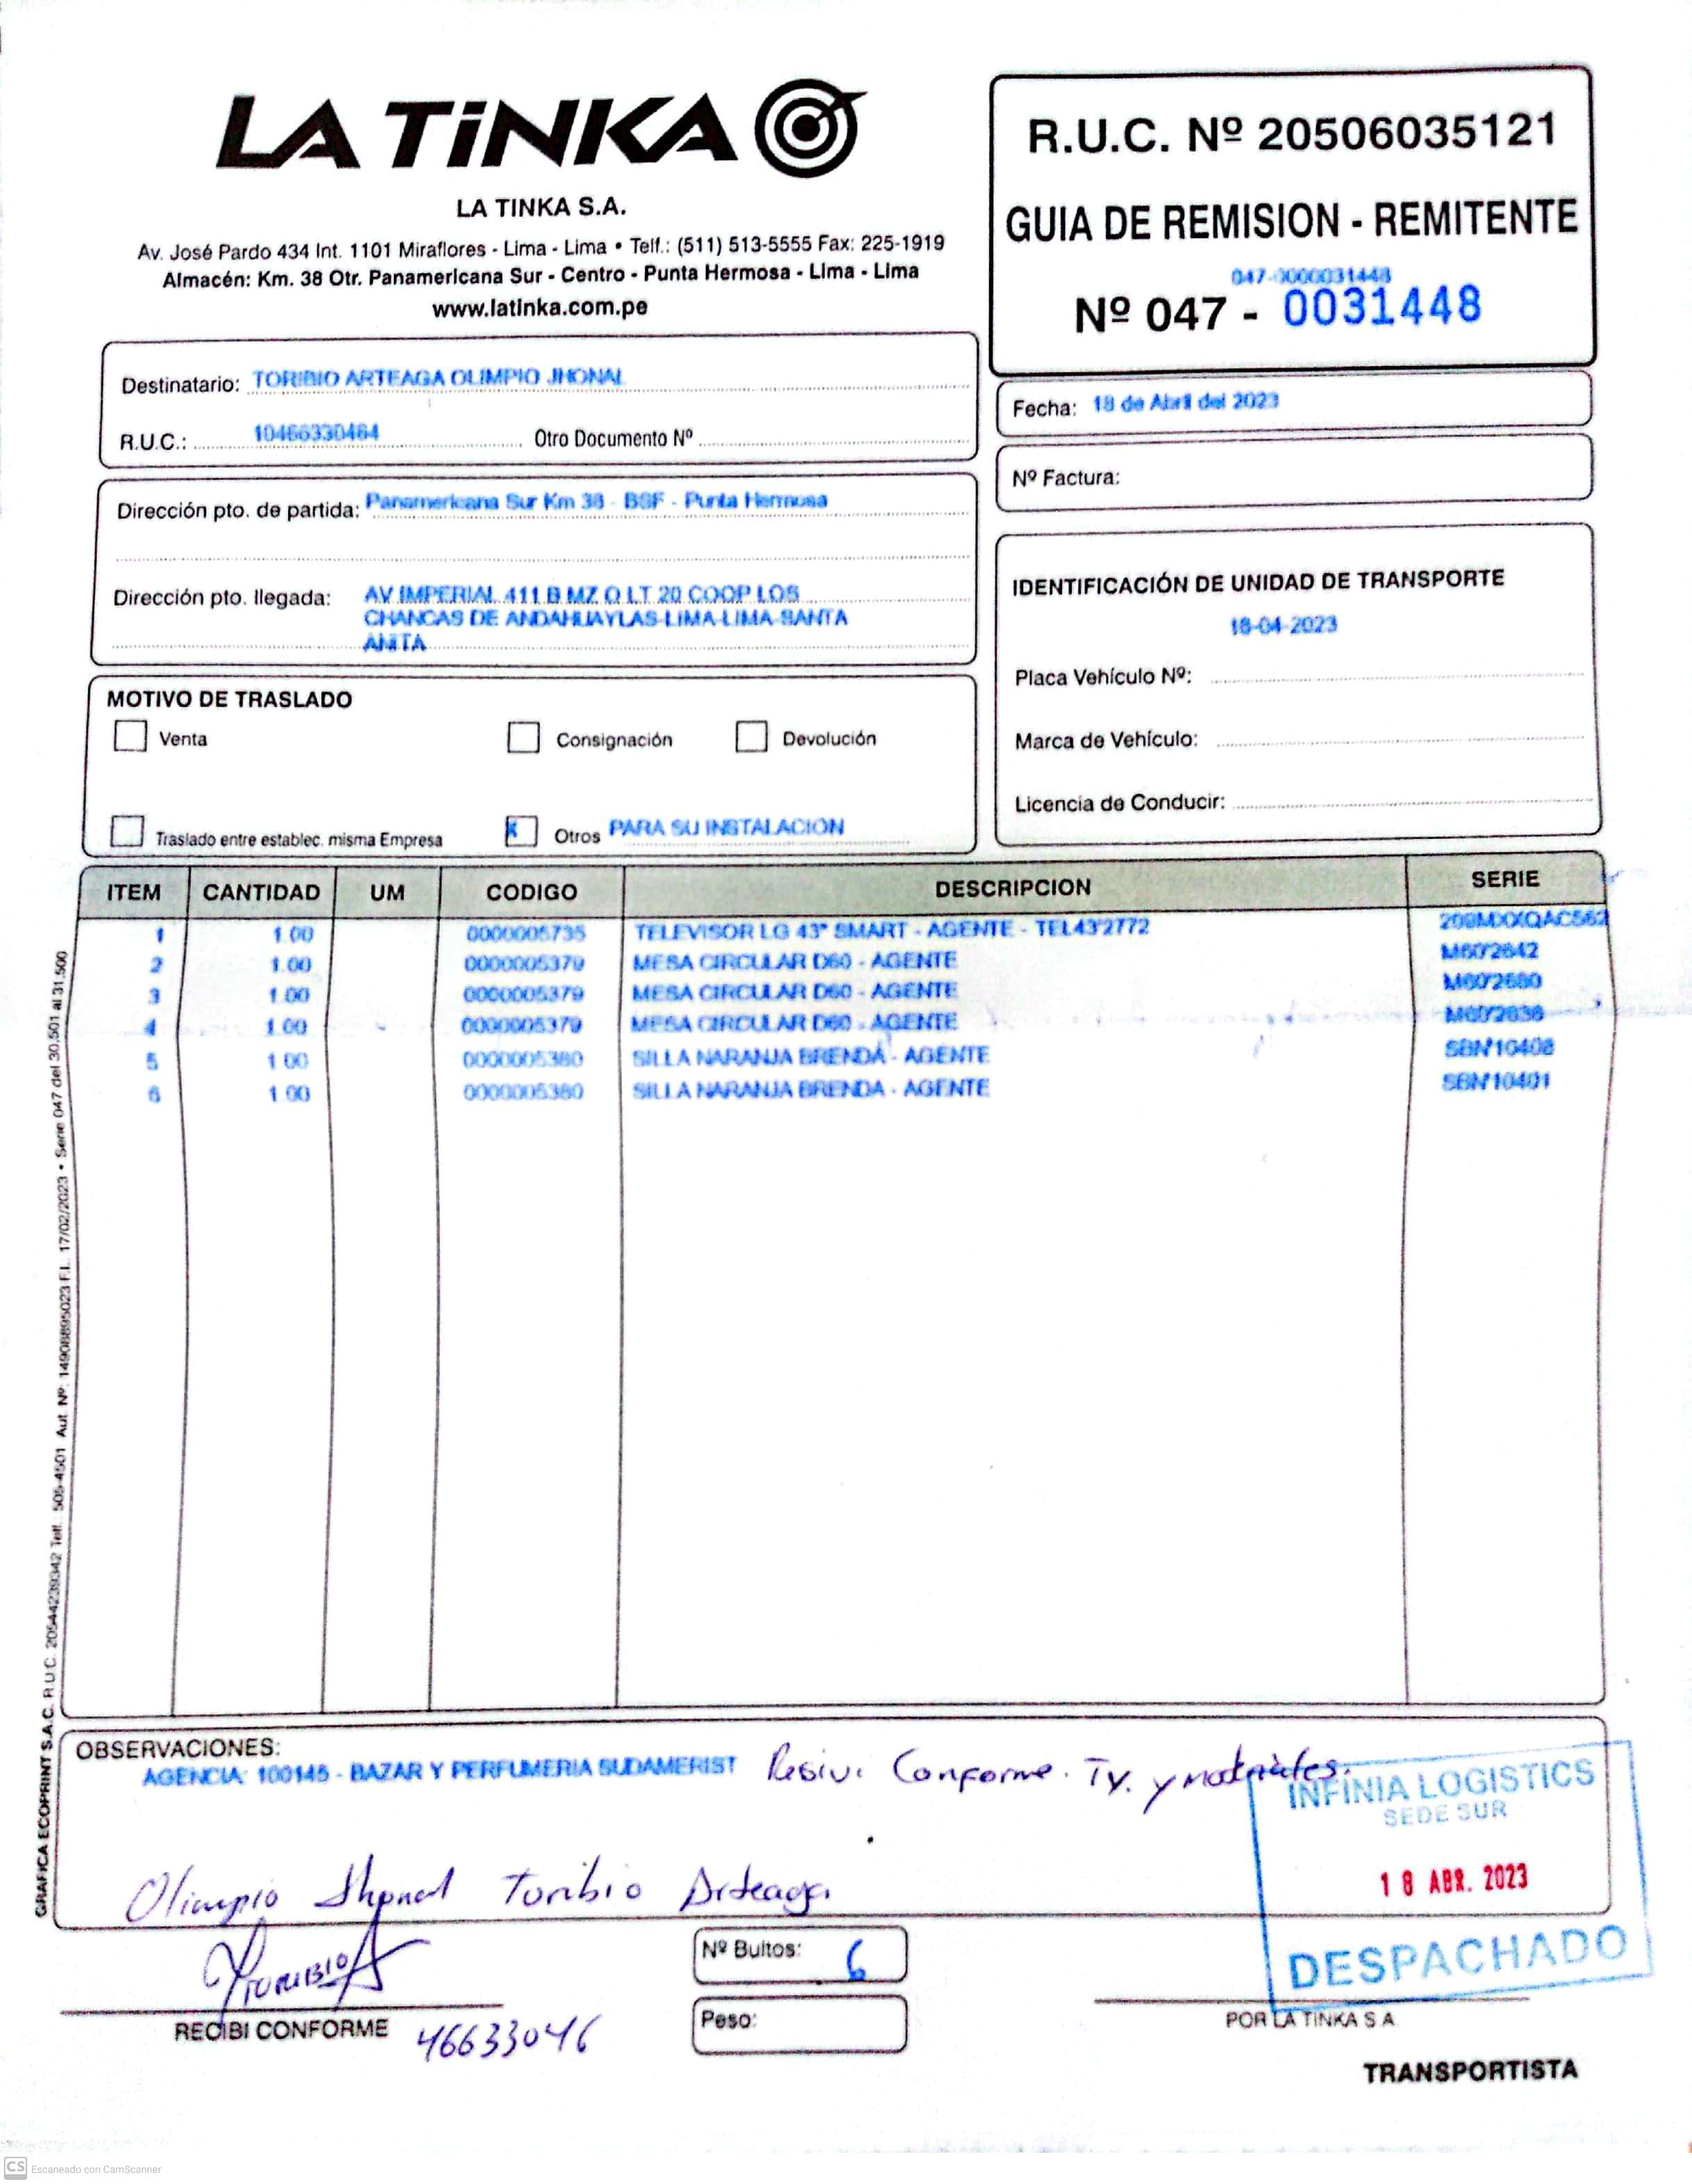 LA TiNKA
LA TINKA S.A.
Av. José Pardo 434 Int. 1101 Miraflores - Lima - Lima • Telf.: (511) 513-5555 Fax: 225-1919
Almacén: Km. 38 Otr. Panamericana Sur - Centro - Punta Hermosa - Lima - Lima
www.latinka.com.pe
R.U.C. Nº 20506035121
GUIA DE REMISION - REMITENTE
047-0000031448
Nº 047 - 0031448
Destinatario: TORIBIO ARTEAGA OLIMPIO JHONAL
R.U.C.: 10466330464 Otro Documento Nº
Fecha: 18 de Abril del 2023
Nº Factura:
Dirección pto. de partida: Panamericana Sur Km 38 - BSF - Punta Hermosa
Dirección pto. llegada: AV IMPERIAL 411 B MZ O LT 20 COOP LOS
CHANCAS DE ANDAHUAYLAS-LIMA-LIMA-SANTA
ANITA
IDENTIFICACIÓN DE UNIDAD DE TRANSPORTE
18-04-2023
Placa Vehículo Nº:
Marca de Vehículo:
Licencia de Conducir:
MOTIVO DE TRASLADO
Venta Consignación Devolución
Traslado entre establec. misma Empresa X Otros PARA SU INSTALACION
ITEM CANTIDAD UM CODIGO DESCRIPCION SERIE
1 1.00 0000005735 TELEVISOR LG 43" SMART - AGENTE - TEL43'2772 209MXXQAC562
2 1.00 0000005379 MESA CIRCULAR D60 - AGENTE M60'2642
3 1.00 0000005379 MESA CIRCULAR D60 - AGENTE M60'2680
4 1.00 0000005379 MESA CIRCULAR D60 - AGENTE
5 1.00 0000005380 SILLA NARANJA BRENDA - AGENTE SBN'10408
6 1.00 0000005380 SILLA NARANJA BRENDA - AGENTE SBN'10401
GRAFICA ECOPRINT S.A.C. R.U.C. 20544239342 Telf.: 505-4501 Aut. Nº: 14908895023 F.I. 17/02/2023 • Serie 047 del 30,501 al 31,500
OBSERVACIONES:
AGENCIA: 100145 - BAZAR Y PERFUMERIA SUDAMERIST Resivi Conforme. Tv. y materiales.
INFINIA LOGISTICS
SEDE SUR
18 ABR. 2023
DESPACHADO
Olimpio Jhonal Toribio Arteaga
TORIBIO A
RECIBI CONFORME 46633046
Nº Bultos: 6
Peso:
POR LA TINKA S A
TRANSPORTISTA
CS Escaneado con CamScanner